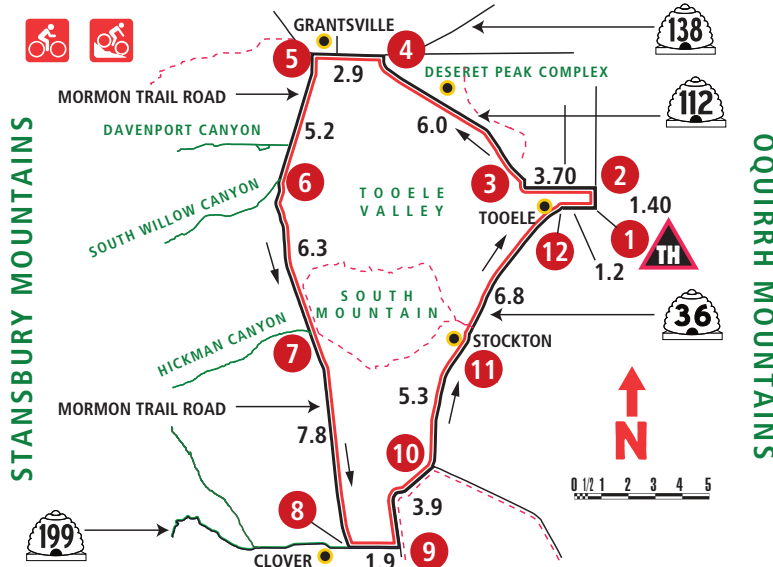 GRANTSVILLE
138
5
4
2.9
DESERET PEAK COMPLEX
MORMON TRAIL ROAD
112
5.2
6.0
DAVENPORT CANYON
STANSBURY MOUNTAINS
OQUIRRH MOUNTAINS
3
3.70
2
6
TOOELE
VALLEY
TOOELE
1.40
SOUTH WILLOW CANYON
12
1
TH
1.2
6.3
6.8
SOUTH
MOUNTAIN
36
HICKMAN CANYON
7
STOCKTON
11
5.3
MORMON TRAIL ROAD
7.8
N
10
0 1/2 1 2 3 4 5
3.9
8
199
9
CLOVER
1.9